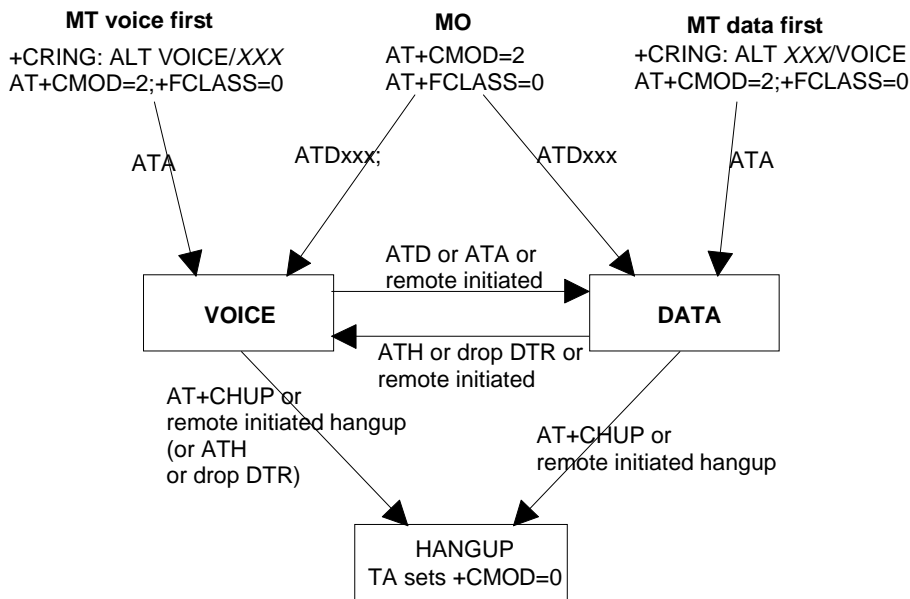 MT voice first
+CRING: ALT VOICE/XXX
AT+CMOD=2;+FCLASS=0
MO
AT+CMOD=2
AT+FCLASS=0
MT data first
+CRING: ALT XXX/VOICE
AT+CMOD=2;+FCLASS=0
ATA
ATDxxx;
ATDxxx
ATA
ATD or ATA or
remote initiated
VOICE
DATA
ATH or drop DTR or
remote initiated
AT+CHUP or
remote initiated hangup
(or ATH
or drop DTR)
AT+CHUP or
remote initiated hangup
HANGUP
TA sets +CMOD=0